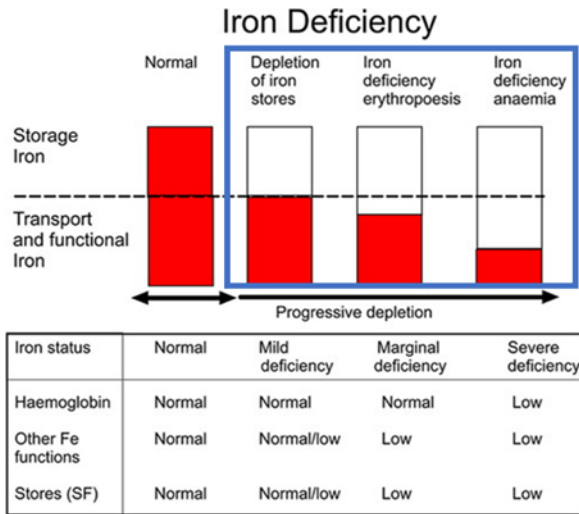 Iron Deficiency
Normal
Depletion
of iron
stores
Iron
deficiency
erythropoesis
Iron
deficiency
anaemia
Storage
Iron
Transport
and functional
Iron
Progressive depletion
Iron status Normal Mild deficiency Marginal deficiency Severe deficiency
Haemoglobin Normal Normal Normal Low
Other Fe functions Normal Normal/low Low Low
Stores (SF) Normal Normal/low Low Low